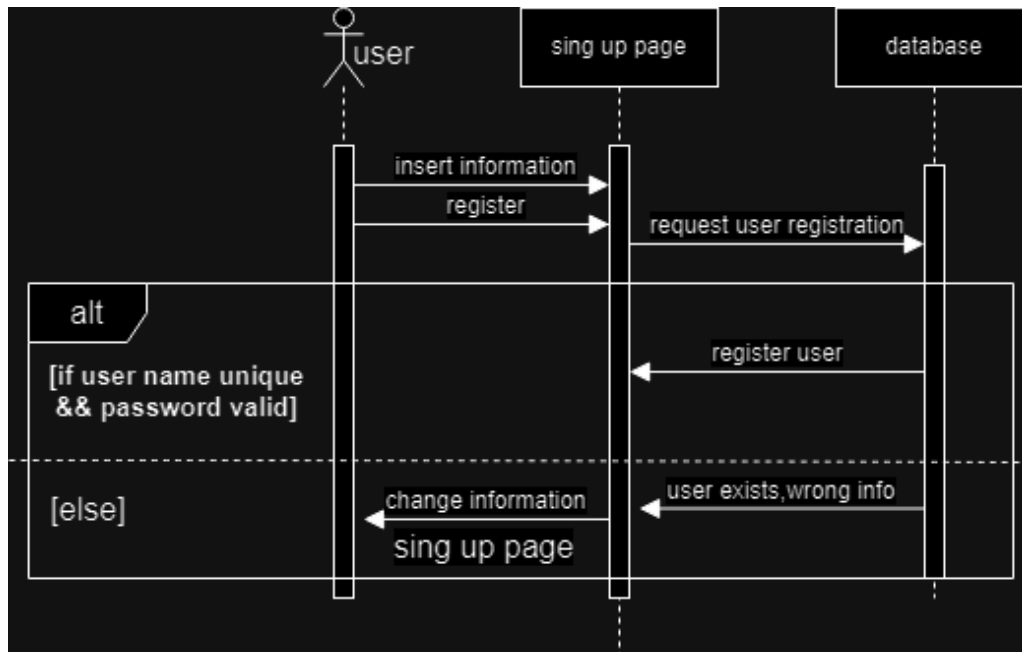 user
sing up page
database
insert information
register
request user registration
alt
register user
[if user name unique
&& password valid]
user exists,wrong info
change information
[else]
sing up page